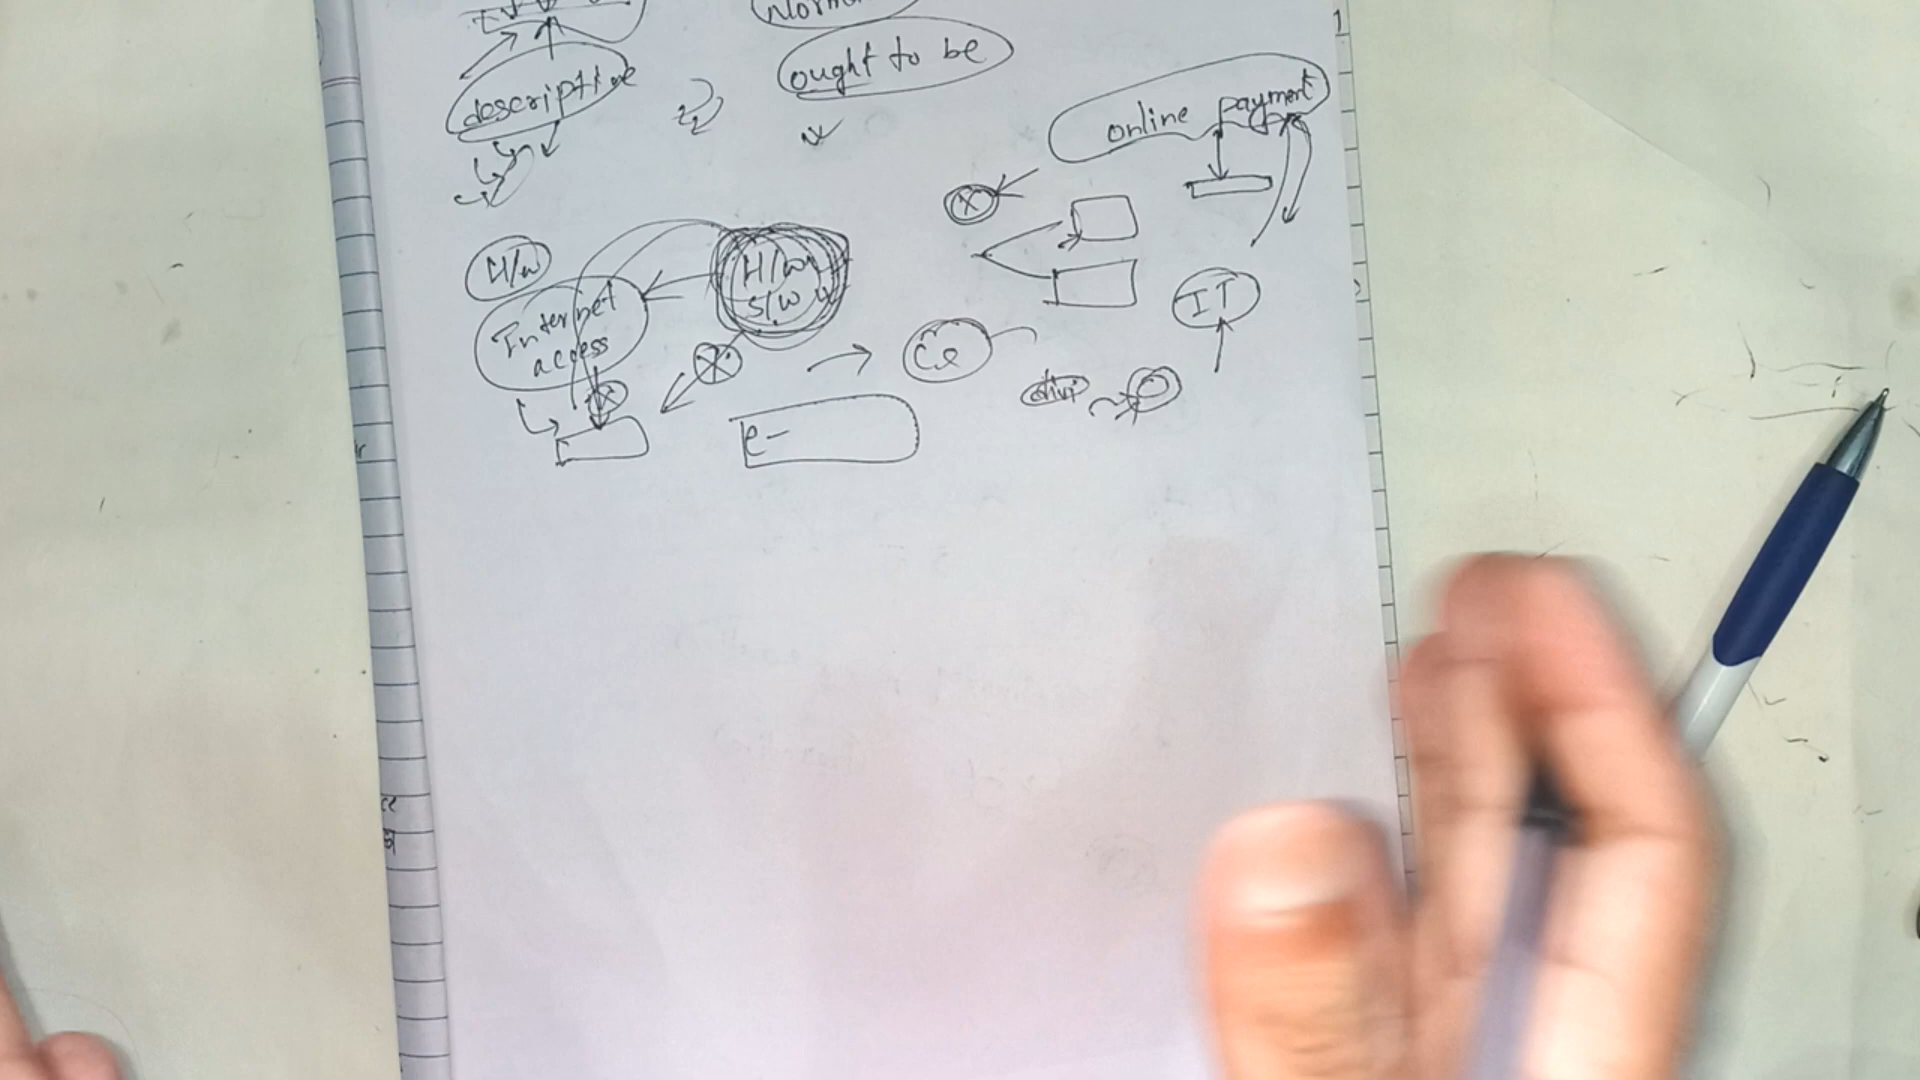 descriptive
ought to be
online payment
H/w
Internet
access
H/w
S/w
IT
e-